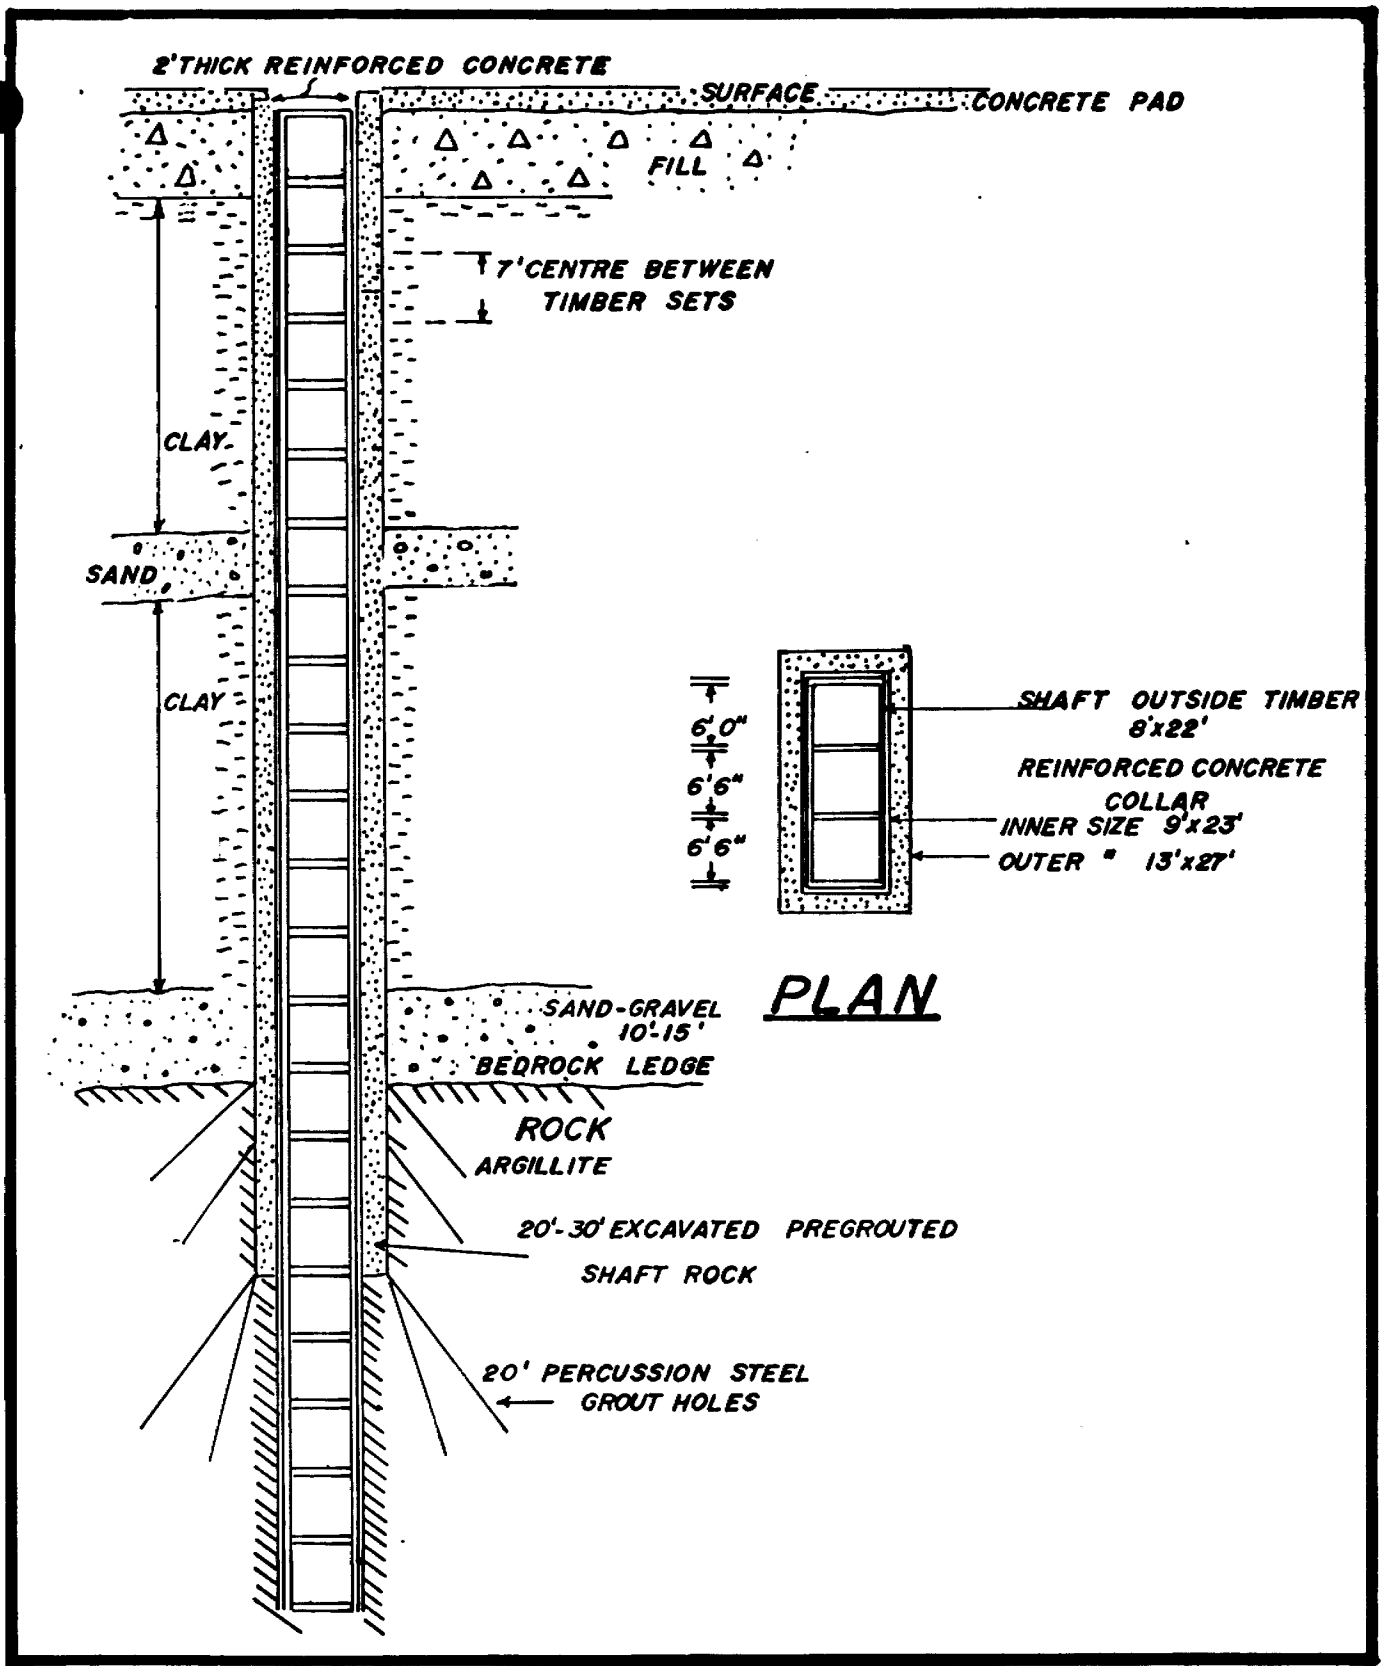 2' THICK REINFORCED CONCRETE
SURFACE
CONCRETE PAD
FILL
7' CENTRE BETWEEN
TIMBER SETS
CLAY
SAND
CLAY
6'0"
6'6"
6'6"
SHAFT OUTSIDE TIMBER
8'x22'
REINFORCED CONCRETE
COLLAR
INNER SIZE 9'x23'
OUTER " 13'x27'
PLAN
SAND-GRAVEL
10'-15'
BEDROCK LEDGE
ROCK
ARGILLITE
20'-30' EXCAVATED PREGROUTED
SHAFT ROCK
20' PERCUSSION STEEL
GROUT HOLES